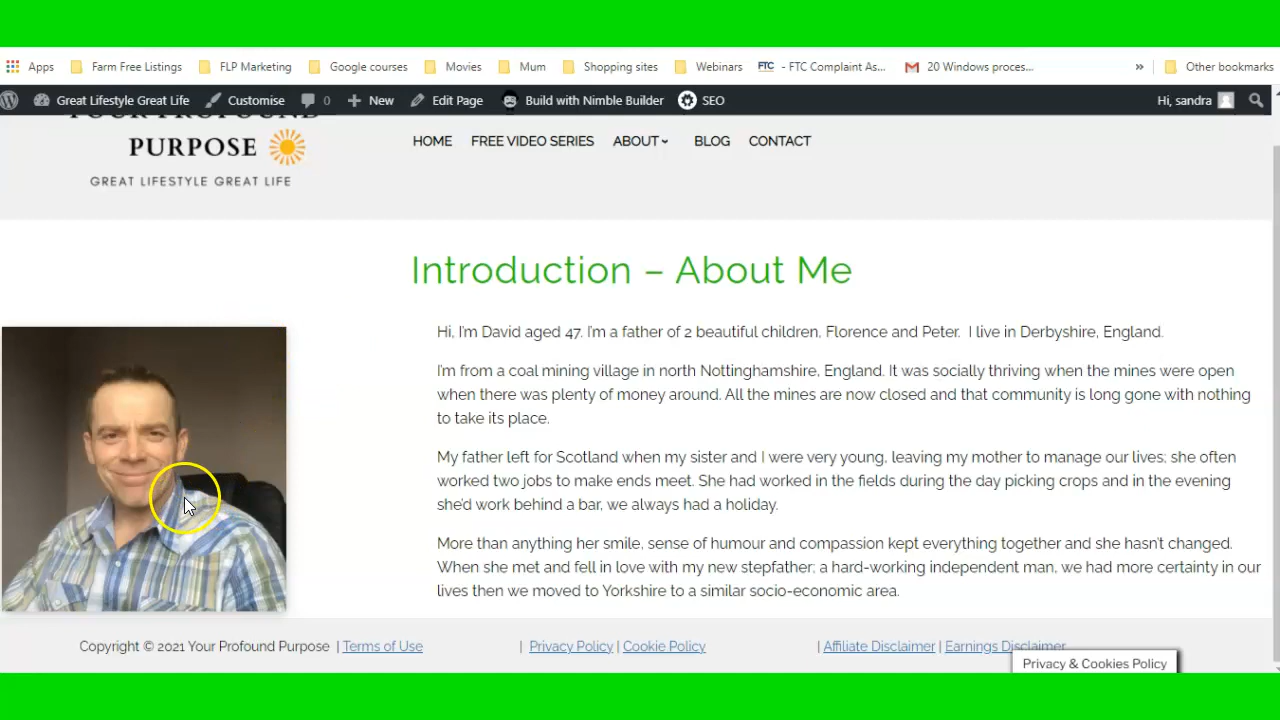 Apps Farm Free Listings FLP Marketing Google courses Movies Mum Shopping sites Webinars FTC - FTC Complaint As... 20 Windows proces... » Other bookmarks
Great Lifestyle Great Life Customise 0 New Edit Page Build with Nimble Builder SEO Hi, sandra
YOUR PROFOUND
PURPOSE
GREAT LIFESTYLE GREAT LIFE
HOME FREE VIDEO SERIES ABOUT BLOG CONTACT
Introduction – About Me
Hi, I'm David aged 47. I'm a father of 2 beautiful children, Florence and Peter. I live in Derbyshire, England.
I'm from a coal mining village in north Nottinghamshire, England. It was socially thriving when the mines were open
when there was plenty of money around. All the mines are now closed and that community is long gone with nothing
to take its place.
My father left for Scotland when my sister and I were very young, leaving my mother to manage our lives; she often
worked two jobs to make ends meet. She had worked in the fields during the day picking crops and in the evening
she'd work behind a bar, we always had a holiday.
More than anything her smile, sense of humour and compassion kept everything together and she hasn't changed.
When she met and fell in love with my new stepfather; a hard-working independent man, we had more certainty in our
lives then we moved to Yorkshire to a similar socio-economic area.
Copyright © 2021 Your Profound Purpose | Terms of Use | Privacy Policy | Cookie Policy | Affiliate Disclaimer | Earnings Disclaimer
Privacy & Cookies Policy